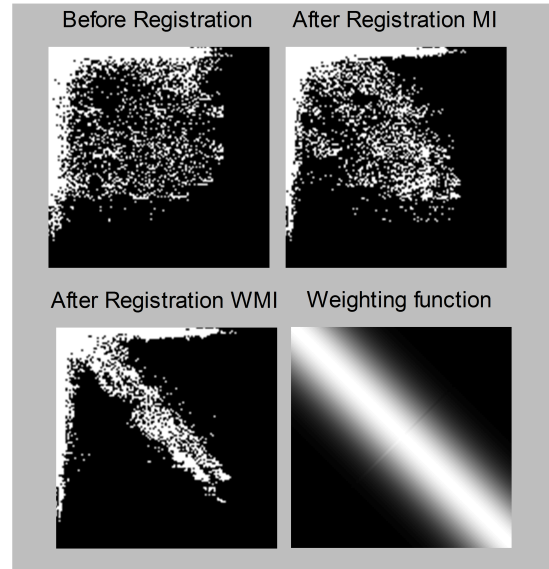 Before Registration
After Registration MI
After Registration WMI
Weighting function